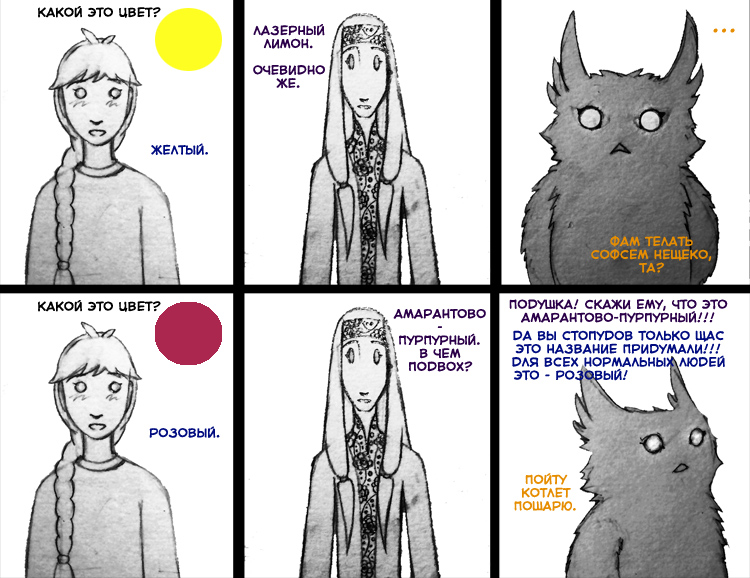 КАКОЙ ЭТО ЦВЕТ?
ЖЕЛТЫЙ.
ЛАЗЕРНЫЙ
ЛИМОН.
ОЧЕВИДНО
ЖЕ.
...
ФАМ ТЕЛАТЬ
СОФСЕМ НЕЩЕКО,
ТА?
КАКОЙ ЭТО ЦВЕТ?
РОЗОВЫЙ.
АМАРАНТОВО
-
ПУРПУРНЫЙ.
В ЧЕМ
ПОДВОХ?
ПОДУШКА! СКАЖИ ЕМУ, ЧТО ЭТО
АМАРАНТОВО-ПУРПУРНЫЙ!!!
ДА ВЫ СТОПУДОВ ТОЛЬКО ЩАС
ЭТО НАЗВАНИЕ ПРИДУМАЛИ!!!
ДЛЯ ВСЕХ НОРМАЛЬНЫХ ЛЮДЕЙ
ЭТО - РОЗОВЫЙ!
ПОЙТУ
КОТЛЕТ
ПОЩАРЮ.